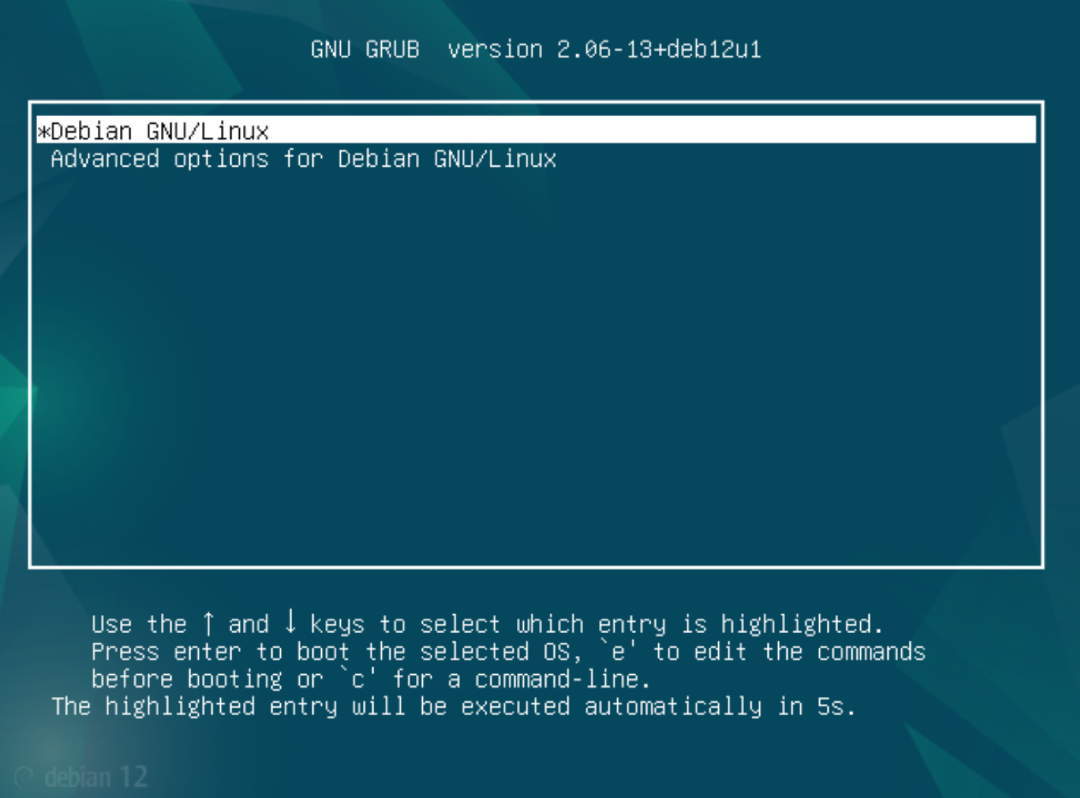 GNU GRUB  version 2.06-13+deb12u1
*Debian GNU/Linux
Advanced options for Debian GNU/Linux
Use the ↑ and ↓ keys to select which entry is highlighted.
Press enter to boot the selected OS, `e' to edit the commands
before booting or `c' for a command-line.
The highlighted entry will be executed automatically in 5s.
debian 12